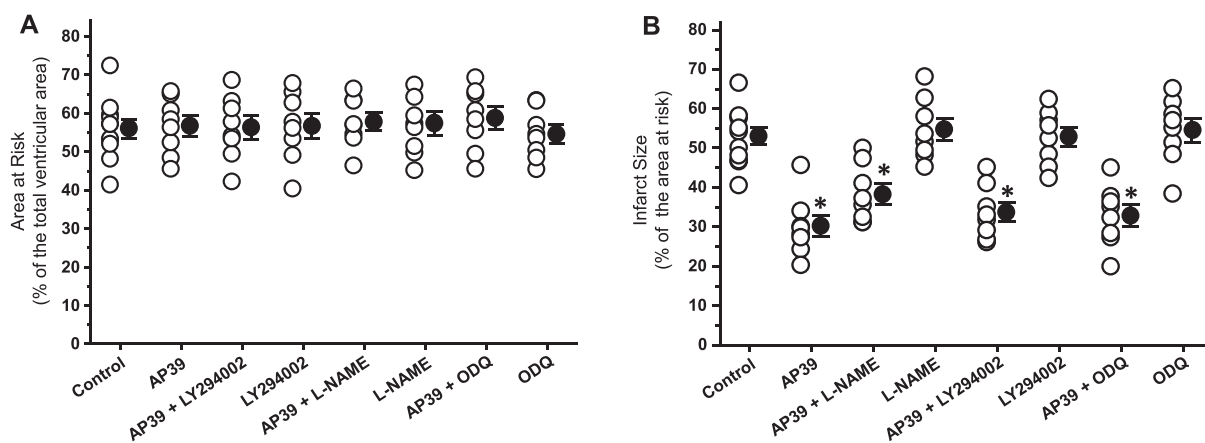 A
Area at Risk
(% of the total ventricular area)
80
70
60
50
40
30
20
10
0
Control
AP39
AP39 + LY294002
LY294002
AP39 + L-NAME
L-NAME
AP39 + ODQ
ODQ
B
Infarct Size
(% of the area at risk)
80
70
60
50
40
30
20
10
0
*
*
*
*
Control
AP39
AP39 + L-NAME
L-NAME
AP39 + LY294002
LY294002
AP39 + ODQ
ODQ